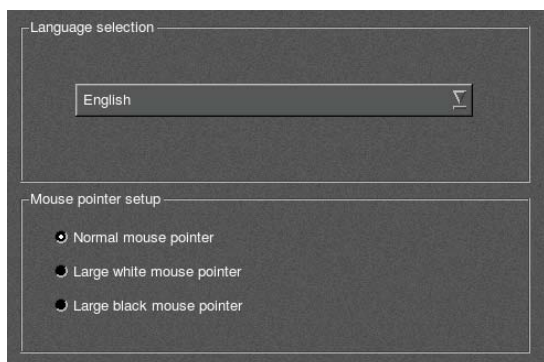 Language selection
English
Mouse pointer setup
Normal mouse pointer
Large white mouse pointer
Large black mouse pointer